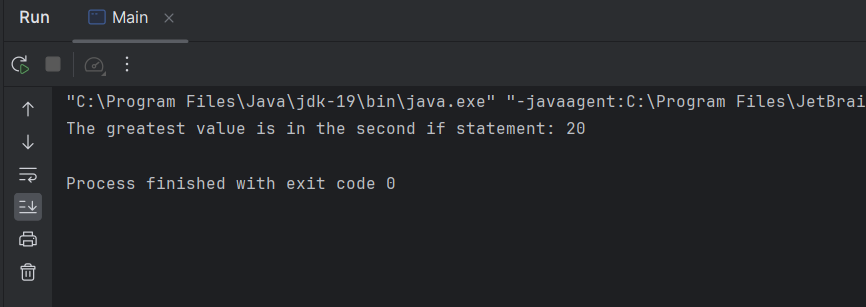 Run Main
"C:\Program Files\Java\jdk-19\bin\java.exe" "-javaagent:C:\Program Files\JetBrai
The greatest value is in the second if statement: 20
Process finished with exit code 0